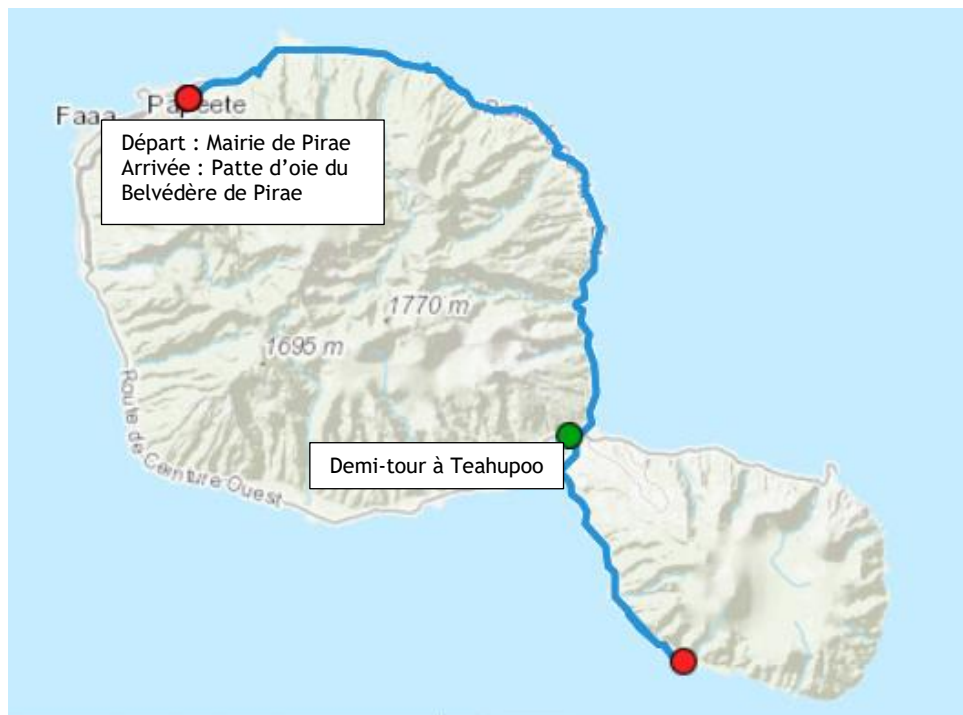 Faaa
Papeete
Départ : Mairie de Pirae
Arrivée : Patte d’oie du
Belvédère de Pirae
1770 m
1695 m
Route de Ceinture Ouest
Demi-tour à Teahupoo